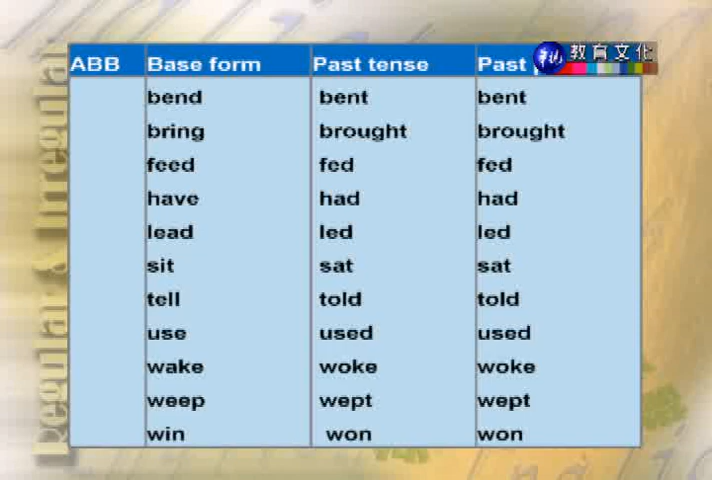 ABB Base form Past tense Past
教育文化
bend bent bent
bring brought brought
feed fed fed
have had had
lead led led
sit sat sat
tell told told
use used used
wake woke woke
weep wept wept
win won won
Regular & Irregular